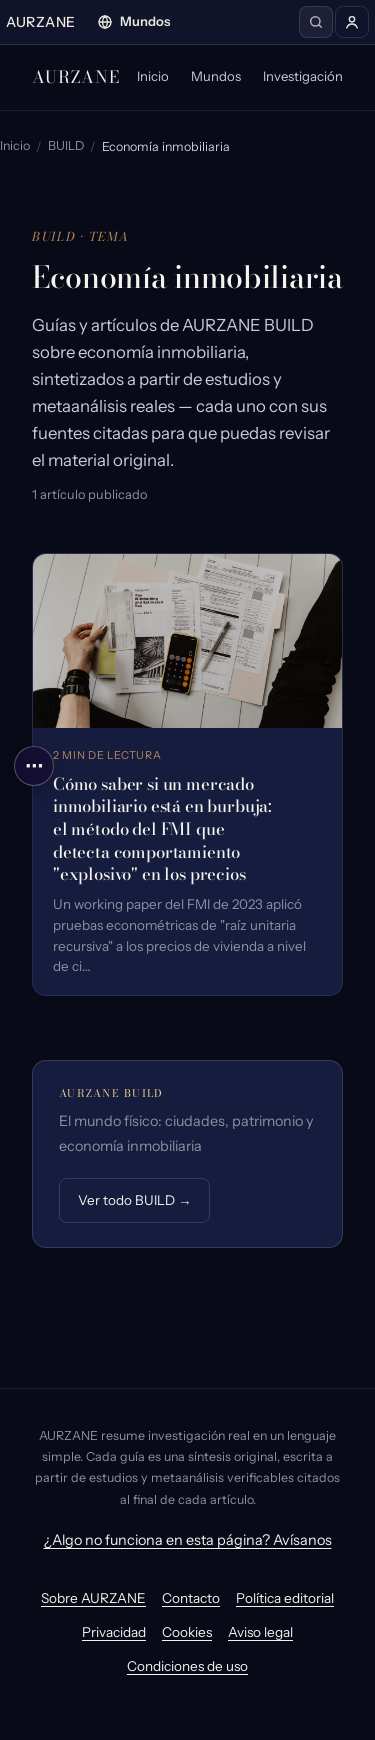 AURZANE Mundos
AURZANE Inicio Mundos Investigación
Inicio / BUILD / Economía inmobiliaria
BUILD · TEMA
Economía inmobiliaria
Guías y artículos de AURZANE BUILD
sobre economía inmobiliaria,
sintetizados a partir de estudios y
metaanálisis reales — cada uno con sus
fuentes citadas para que puedas revisar
el material original.
1 artículo publicado
2 MIN DE LECTURA
Cómo saber si un mercado
inmobiliario está en burbuja:
el método del FMI que
detecta comportamiento
"explosivo" en los precios
Un working paper del FMI de 2023 aplicó
pruebas econométricas de "raíz unitaria
recursiva" a los precios de vivienda a nivel
de ci…
AURZANE BUILD
El mundo físico: ciudades, patrimonio y
economía inmobiliaria
Ver todo BUILD →
AURZANE resume investigación real en un lenguaje
simple. Cada guía es una síntesis original, escrita a
partir de estudios y metaanálisis verificables citados
al final de cada artículo.
¿Algo no funciona en esta página? Avísanos
Sobre AURZANE Contacto Política editorial
Privacidad Cookies Aviso legal
Condiciones de uso